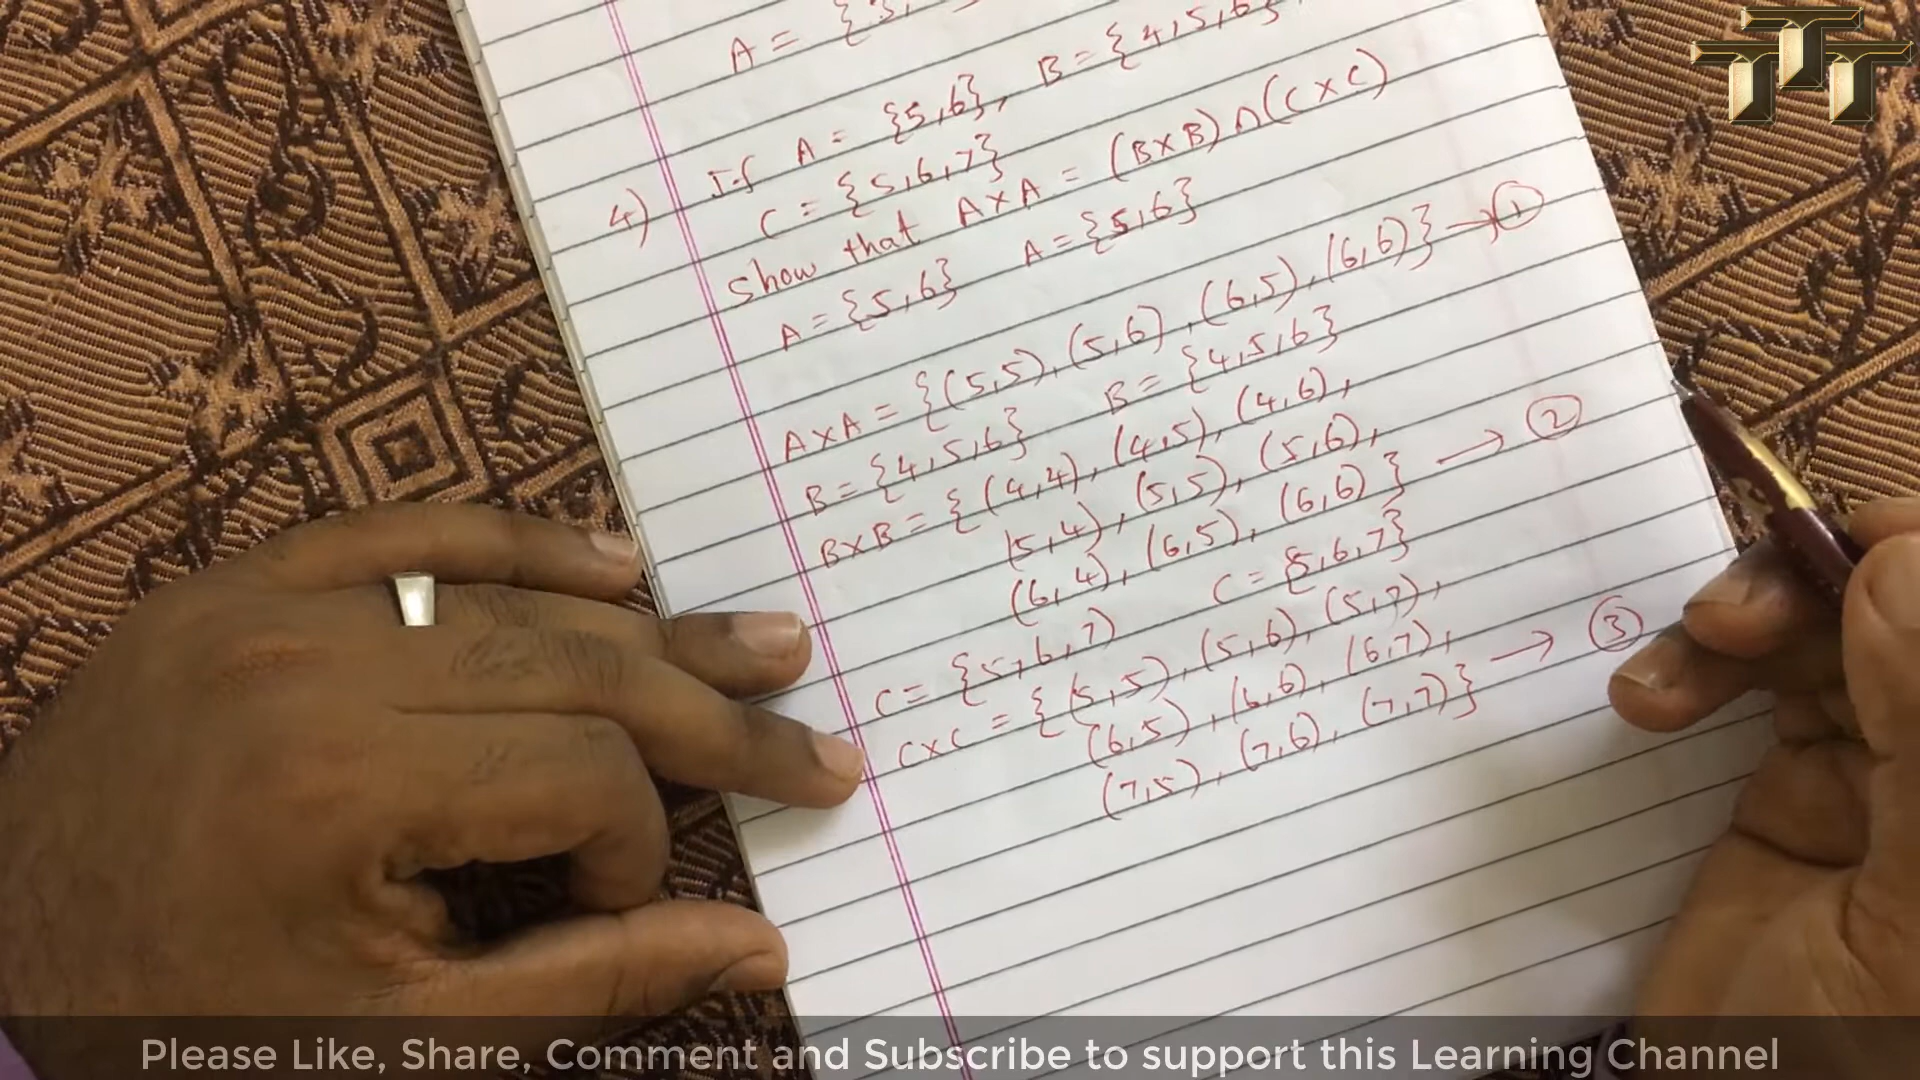 A = {3,
4) If A = {5,6}, B = {4,5,6},
C = {5,6,7}
show that A×A = (B×B)∩(C×C)
A = {5,6} A = {5,6}
A×A = {(5,5), (5,6), (6,5), (6,6)} → ①
B = {4,5,6} B = {4,5,6}
B×B = {(4,4), (4,5), (4,6),
(5,4), (5,5), (5,6),
(6,4), (6,5), (6,6)} → ②
C = {5,6,7} C = {5,6,7}
C×C = {(5,5), (5,6), (5,7),
(6,5), (6,6), (6,7),
(7,5), (7,6), (7,7)} → ③
TTT
Please Like, Share, Comment and Subscribe to support this Learning Channel